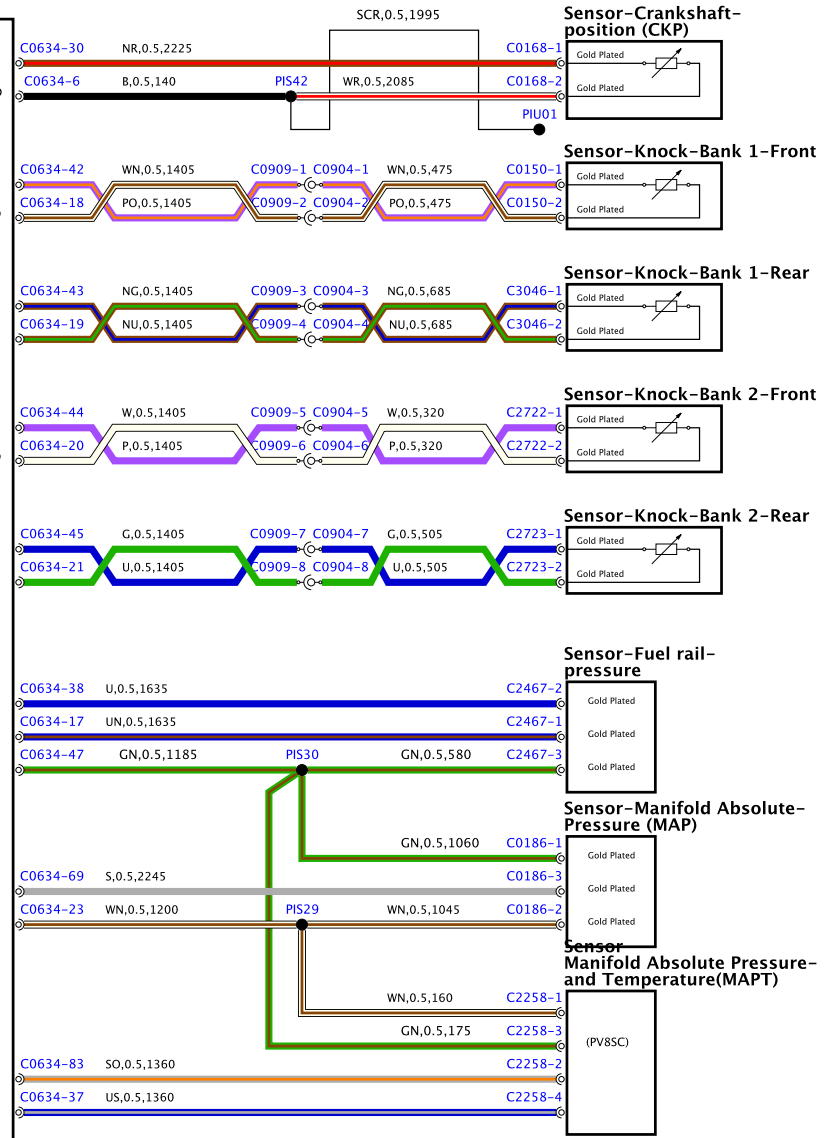 SCR,0.5,1995
Sensor-Crankshaft-
position (CKP)
C0634-30 NR,0.5,2225 C0168-1 Gold Plated
C0634-6 B,0.5,140 PIS42 WR,0.5,2085 C0168-2 Gold Plated
PIU01
Sensor-Knock-Bank 1-Front
C0634-42 WN,0.5,1405 C0909-1 C0904-1 WN,0.5,475 C0150-1 Gold Plated
C0634-18 PO,0.5,1405 C0909-2 C0904-2 PO,0.5,475 C0150-2 Gold Plated
Sensor-Knock-Bank 1-Rear
C0634-43 NG,0.5,1405 C0909-3 C0904-3 NG,0.5,685 C3046-1 Gold Plated
C0634-19 NU,0.5,1405 C0909-4 C0904-4 NU,0.5,685 C3046-2 Gold Plated
Sensor-Knock-Bank 2-Front
C0634-44 W,0.5,1405 C0909-5 C0904-5 W,0.5,320 C2722-1 Gold Plated
C0634-20 P,0.5,1405 C0909-6 C0904-6 P,0.5,320 C2722-2 Gold Plated
Sensor-Knock-Bank 2-Rear
C0634-45 G,0.5,1405 C0909-7 C0904-7 G,0.5,505 C2723-1 Gold Plated
C0634-21 U,0.5,1405 C0909-8 C0904-8 U,0.5,505 C2723-2 Gold Plated
Sensor-Fuel rail-
pressure
C0634-38 U,0.5,1635 C2467-2 Gold Plated
C0634-17 UN,0.5,1635 C2467-1 Gold Plated
C0634-47 GN,0.5,1185 PIS30 GN,0.5,580 C2467-3 Gold Plated
Sensor-Manifold Absolute-
Pressure (MAP)
GN,0.5,1060 C0186-1 Gold Plated
C0634-69 S,0.5,2245 C0186-3 Gold Plated
C0634-23 WN,0.5,1200 PIS29 WN,0.5,1045 C0186-2 Gold Plated
Sensor
Manifold Absolute Pressure-
and Temperature(MAPT)
WN,0.5,160 C2258-1
GN,0.5,175 C2258-3
(PV8SC)
C0634-83 SO,0.5,1360 C2258-2
C0634-37 US,0.5,1360 C2258-4